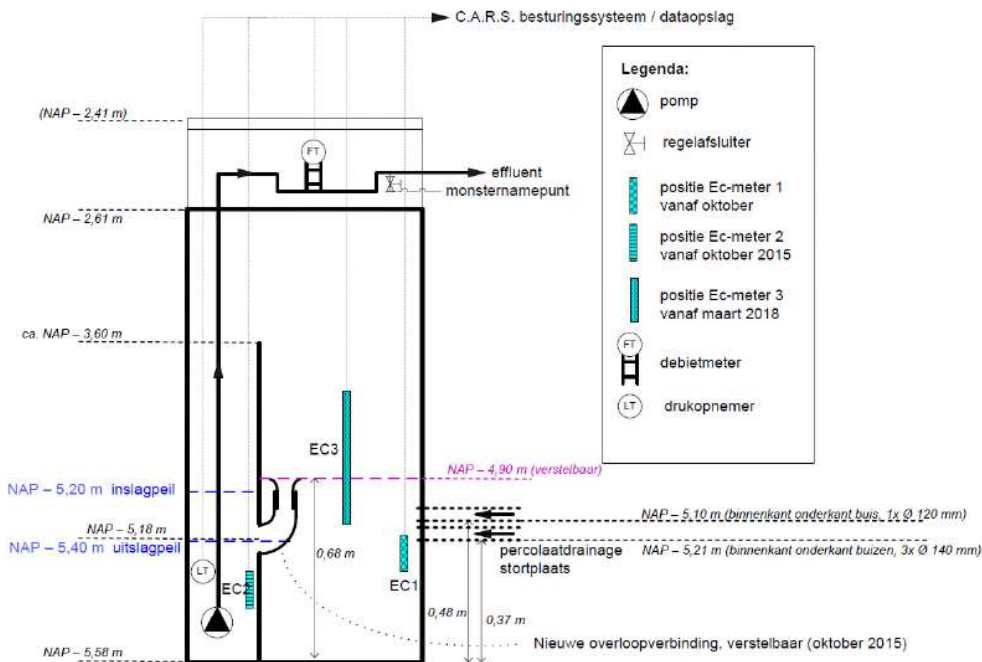 C.A.R.S. besturingssysteem / dataopslag
Legenda:
pomp
regelafsluiter
positie Ec-meter 1
vanaf oktober
positie Ec-meter 2
vanaf oktober 2015
positie Ec-meter 3
vanaf maart 2018
FT
debietmeter
LT
drukopnemer
(NAP – 2,41 m)
FT
effluent
monsternamepunt
NAP – 2,61 m
ca. NAP – 3,60 m
EC3
NAP – 4,90 m (verstelbaar)
NAP – 5,20 m inslagpeil
NAP – 5,10 m (binnenkant onderkant buis, 1x Ø 120 mm)
NAP – 5,18 m
NAP – 5,40 m uitslagpeil
NAP – 5,21 m (binnenkant onderkant buizen, 3x Ø 140 mm)
percolaatdrainage
stortplaats
0,68 m
LT
EC2
EC1
0,48 m
0,37 m
Nieuwe overloopverbinding, verstelbaar (oktober 2015)
NAP – 5,58 m